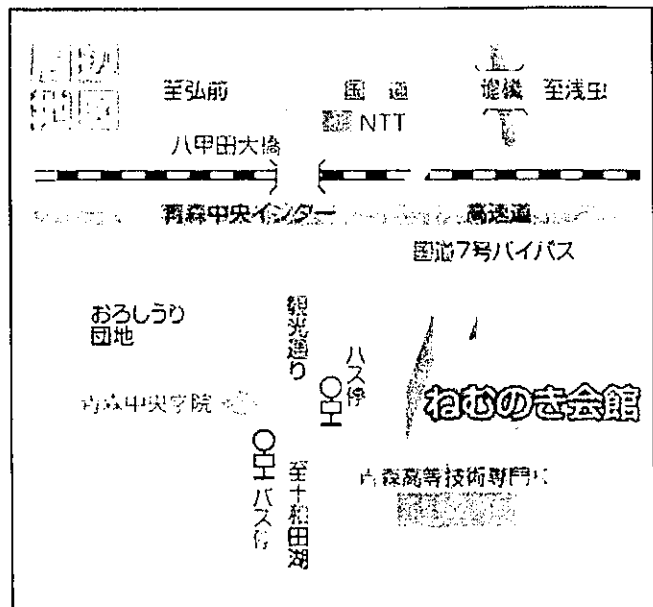 至弘前
国道
堤橋
至浅虫
NTT
八甲田大橋
青森中央インター
高速道
国道7号バイパス
おろしうり
団地
観光通り
バス停
青森中央学院
ねむのき会館
バス停
至十和田湖
青森高等技術専門校